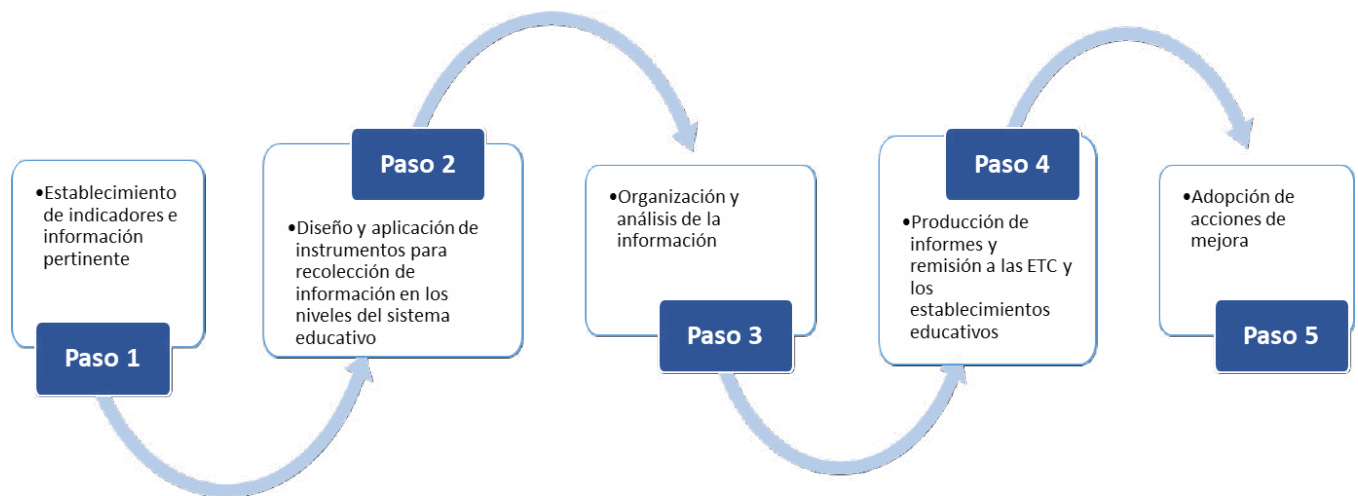 •Establecimiento
de indicadores e
información
pertinente
Paso 1
Paso 2
•Diseño y aplicación de
instrumentos para
recolección de
información en los
niveles del sistema
educativo
•Organización y
análisis de la
información
Paso 3
Paso 4
•Producción de
informes y
remisión a las ETC y
los
establecimientos
educativos
•Adopción de
acciones de
mejora
Paso 5